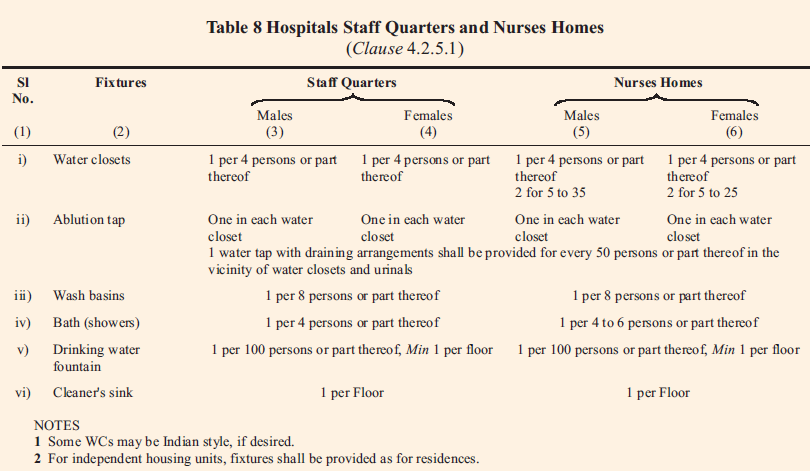 Table 8 Hospitals Staff Quarters and Nurses Homes
(Clause 4.2.5.1)
Sl No. Fixtures Staff Quarters Nurses Homes
Males Females Males Females
(1) (2) (3) (4) (5) (6)
i) Water closets 1 per 4 persons or part 1 per 4 persons or part 1 per 4 persons or part 1 per 4 persons or part
thereof thereof thereof thereof
2 for 5 to 35 2 for 5 to 25
ii) Ablution tap One in each water One in each water One in each water One in each water
closet closet closet closet
1 water tap with draining arrangements shall be provided for every 50 persons or part thereof in the
vicinity of water closets and urinals
iii) Wash basins 1 per 8 persons or part thereof 1 per 8 persons or part thereof
iv) Bath (showers) 1 per 4 persons or part thereof 1 per 4 to 6 persons or part thereof
v) Drinking water 1 per 100 persons or part thereof, Min 1 per floor 1 per 100 persons or part thereof, Min 1 per floor
fountain
vi) Cleaner's sink 1 per Floor 1 per Floor
NOTES
1 Some WCs may be Indian style, if desired.
2 For independent housing units, fixtures shall be provided as for residences.